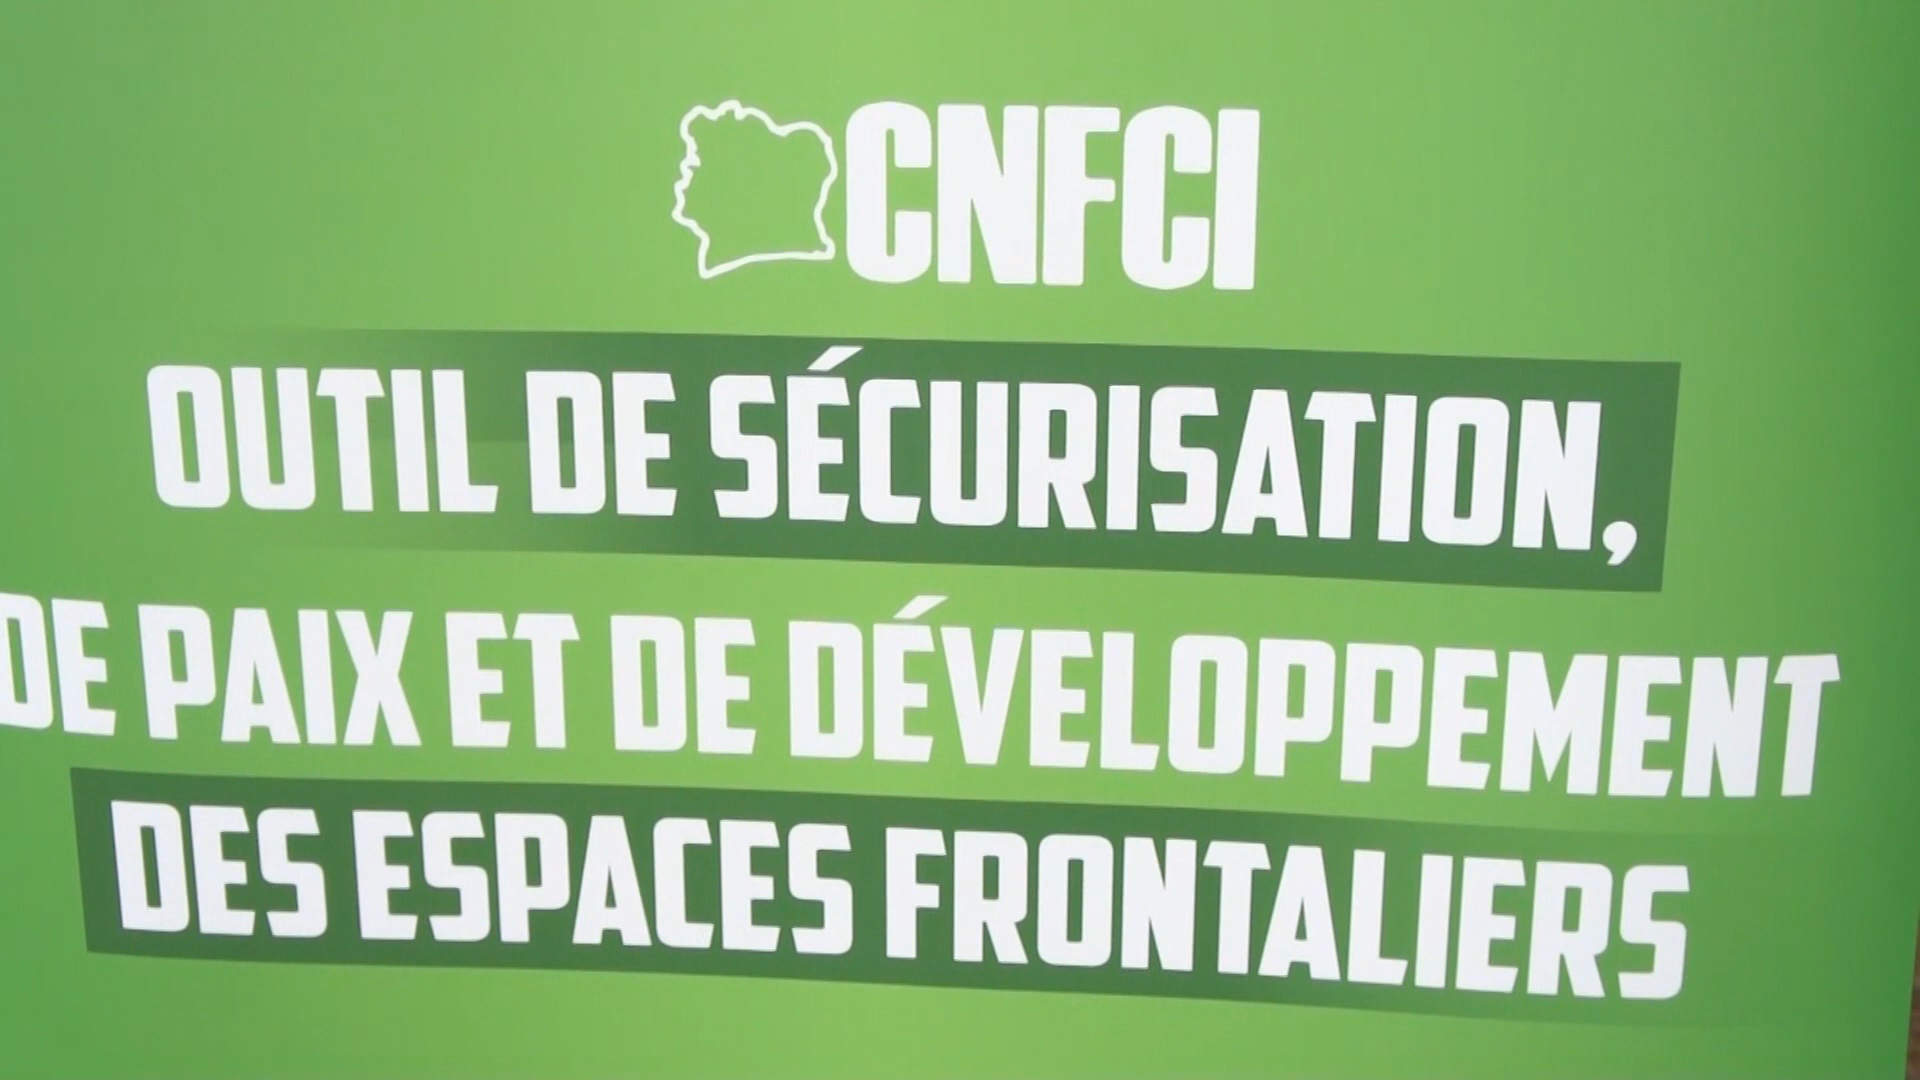 CNFCI
OUTIL DE SÉCURISATION,
DE PAIX ET DE DÉVELOPPEMENT
DES ESPACES FRONTALIERS